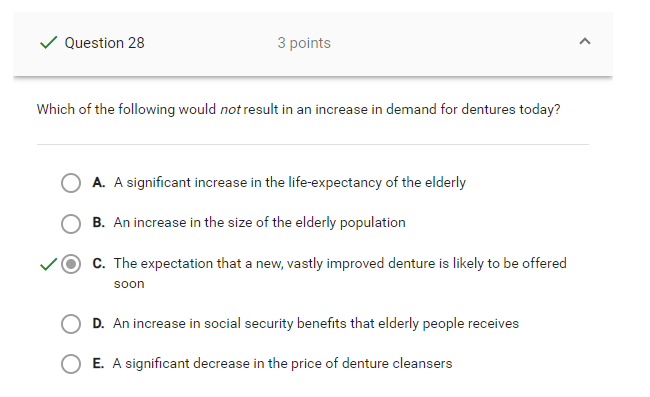 Question 28
3 points
Which of the following would not result in an increase in demand for dentures today?
A. A significant increase in the life-expectancy of the elderly
B. An increase in the size of the elderly population
C. The expectation that a new, vastly improved denture is likely to be offered
soon
D. An increase in social security benefits that elderly people receives
E. A significant decrease in the price of denture cleansers